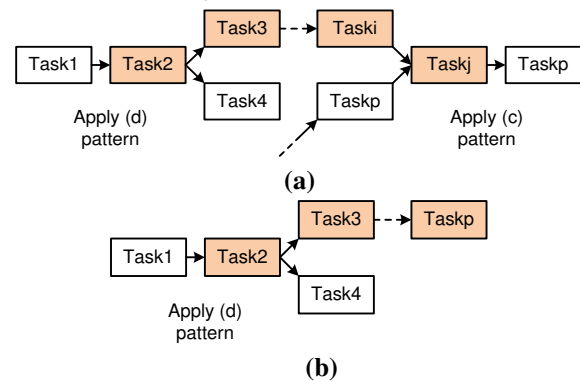 Task3 Taski
Task1 Task2 Taskj Taskp
Task4 Taskp
Apply (d) Apply (c)
pattern pattern
(a)
Task3 Taskp
Task1 Task2
Task4
Apply (d)
pattern
(b)